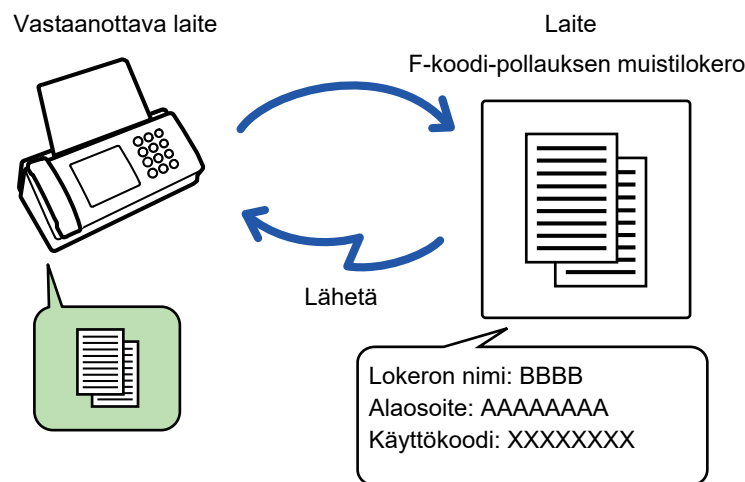 Vastaanottava laite
Laite
F-koodi-pollauksen muistilokero
Lähetä
Lokeron nimi: BBBB
Alaosoite: AAAAAAAA
Käyttökoodi: XXXXXXXX